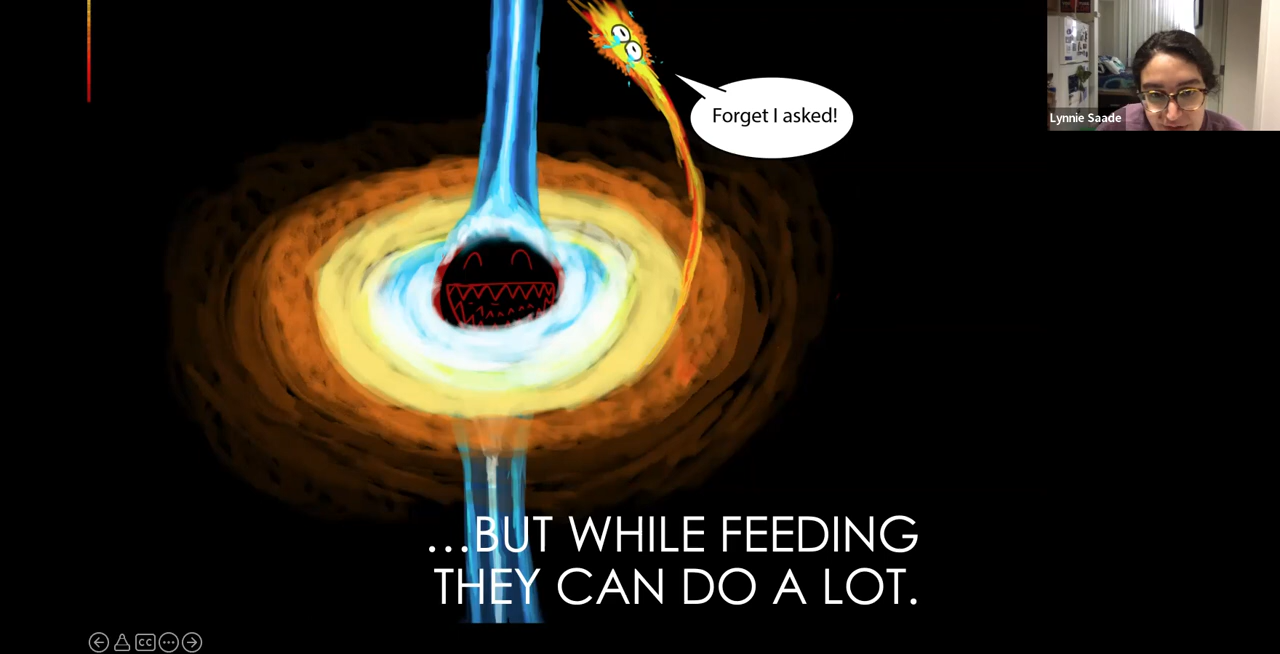 Forget I asked!
Lynnie Saade
...BUT WHILE FEEDING
THEY CAN DO A LOT.
CC